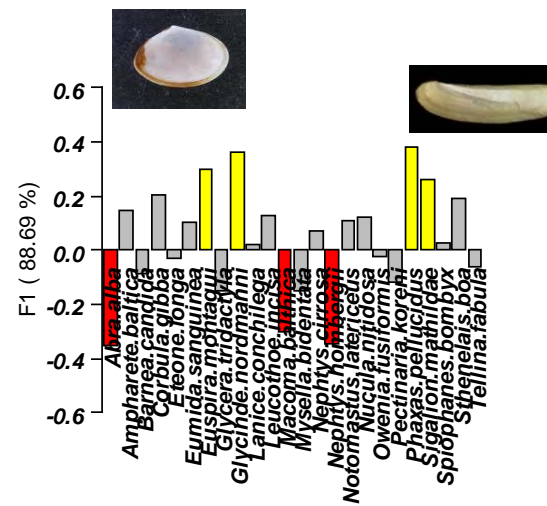 F1 ( 88.69 %)
0.6
0.4
0.2
0.0
-0.2
-0.4
-0.6
Abra.alba
Ampharete.baltica
Barnea.candida
Corbula.gibba
Eteone.longa
Eumida.sanguinea
Euspira.montagui
Glycera.tridactyla
Glycinde.nordmanni
Lanice.conchilega
Leucothoe.incisa
Macoma.balthica
Mysella.bidentata
Nephtys.cirrosa
Nephtys.hombergii
Notomastus.latericeus
Nucula.nitidosa
Owenia.fusiformis
Pectinaria.koreni
Phaxas.pellucidus
Sigalion.mathildae
Spiophanes.bombyx
Sthenelais.boa
Tellina.fabula